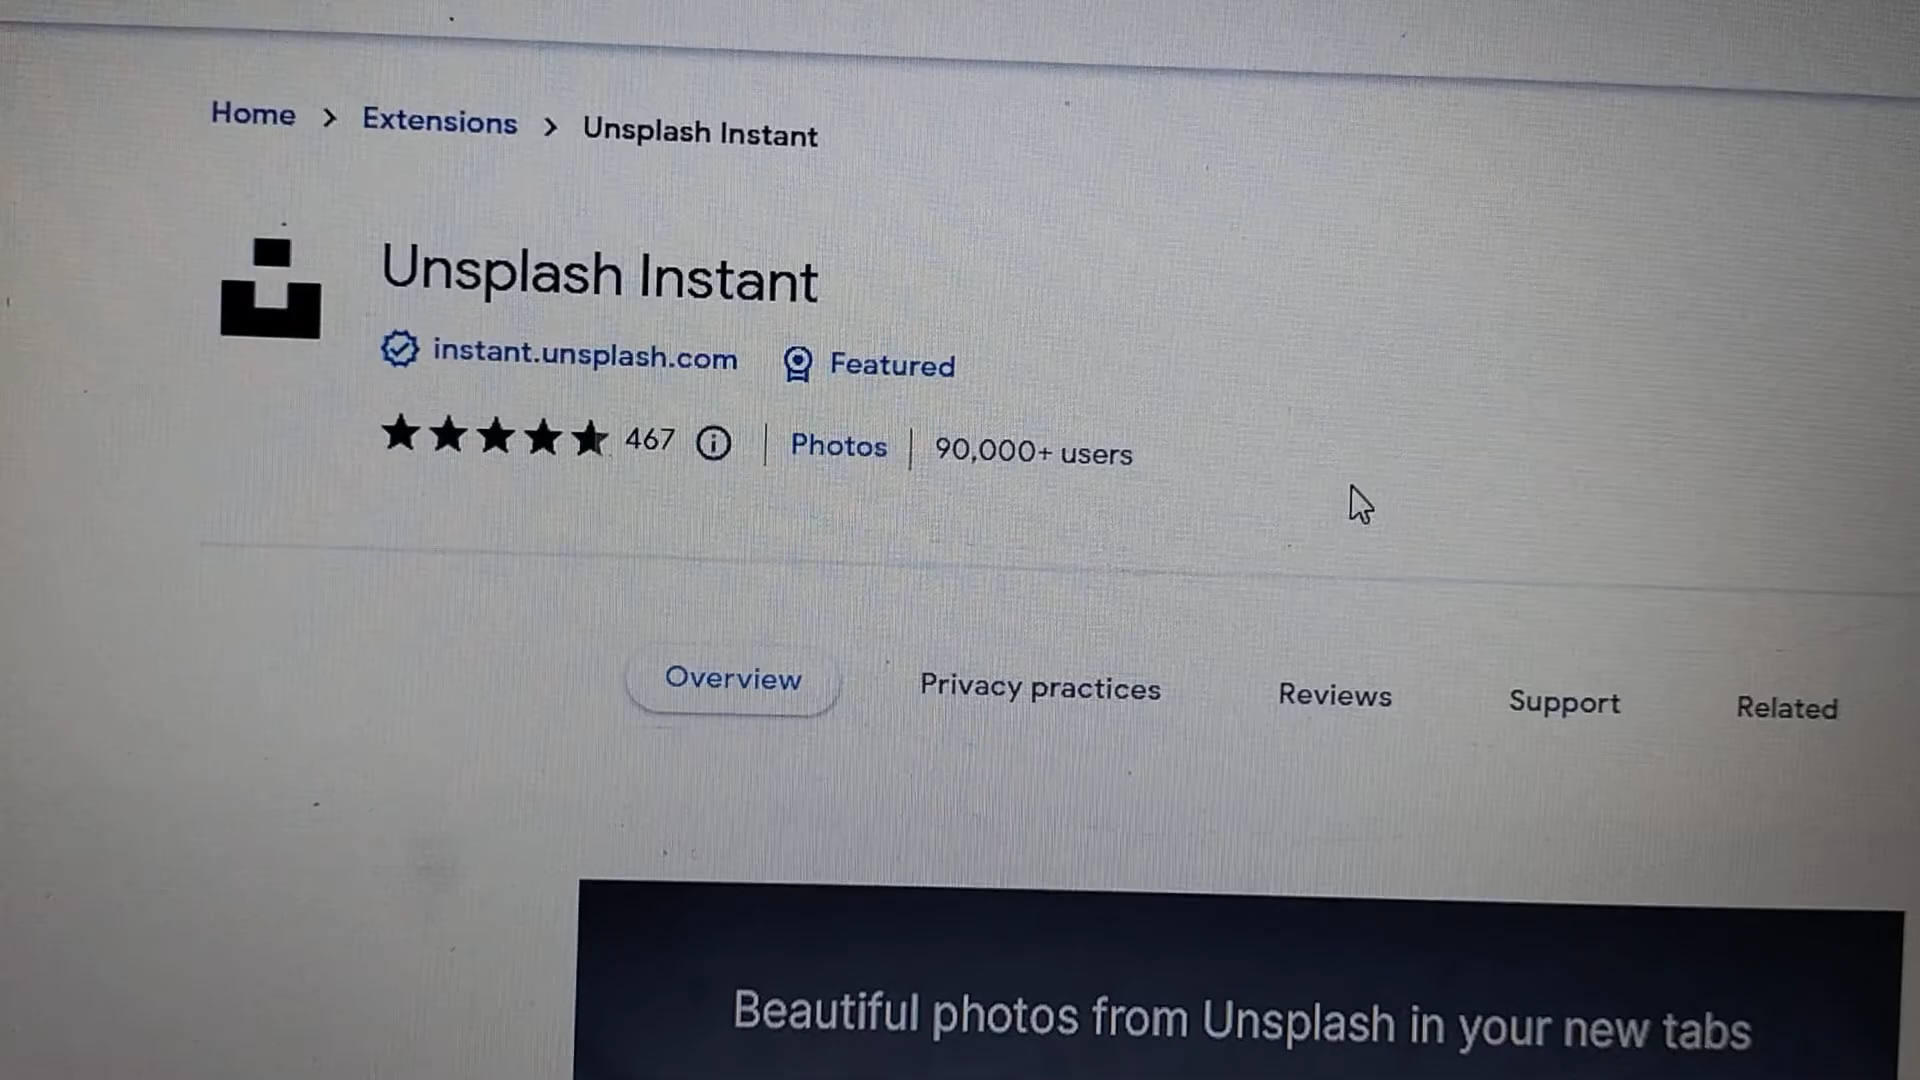 Home > Extensions > Unsplash Instant
Unsplash Instant
instant.unsplash.com Featured
467 | Photos | 90,000+ users
Overview Privacy practices Reviews Support Related
Beautiful photos from Unsplash in your new tabs